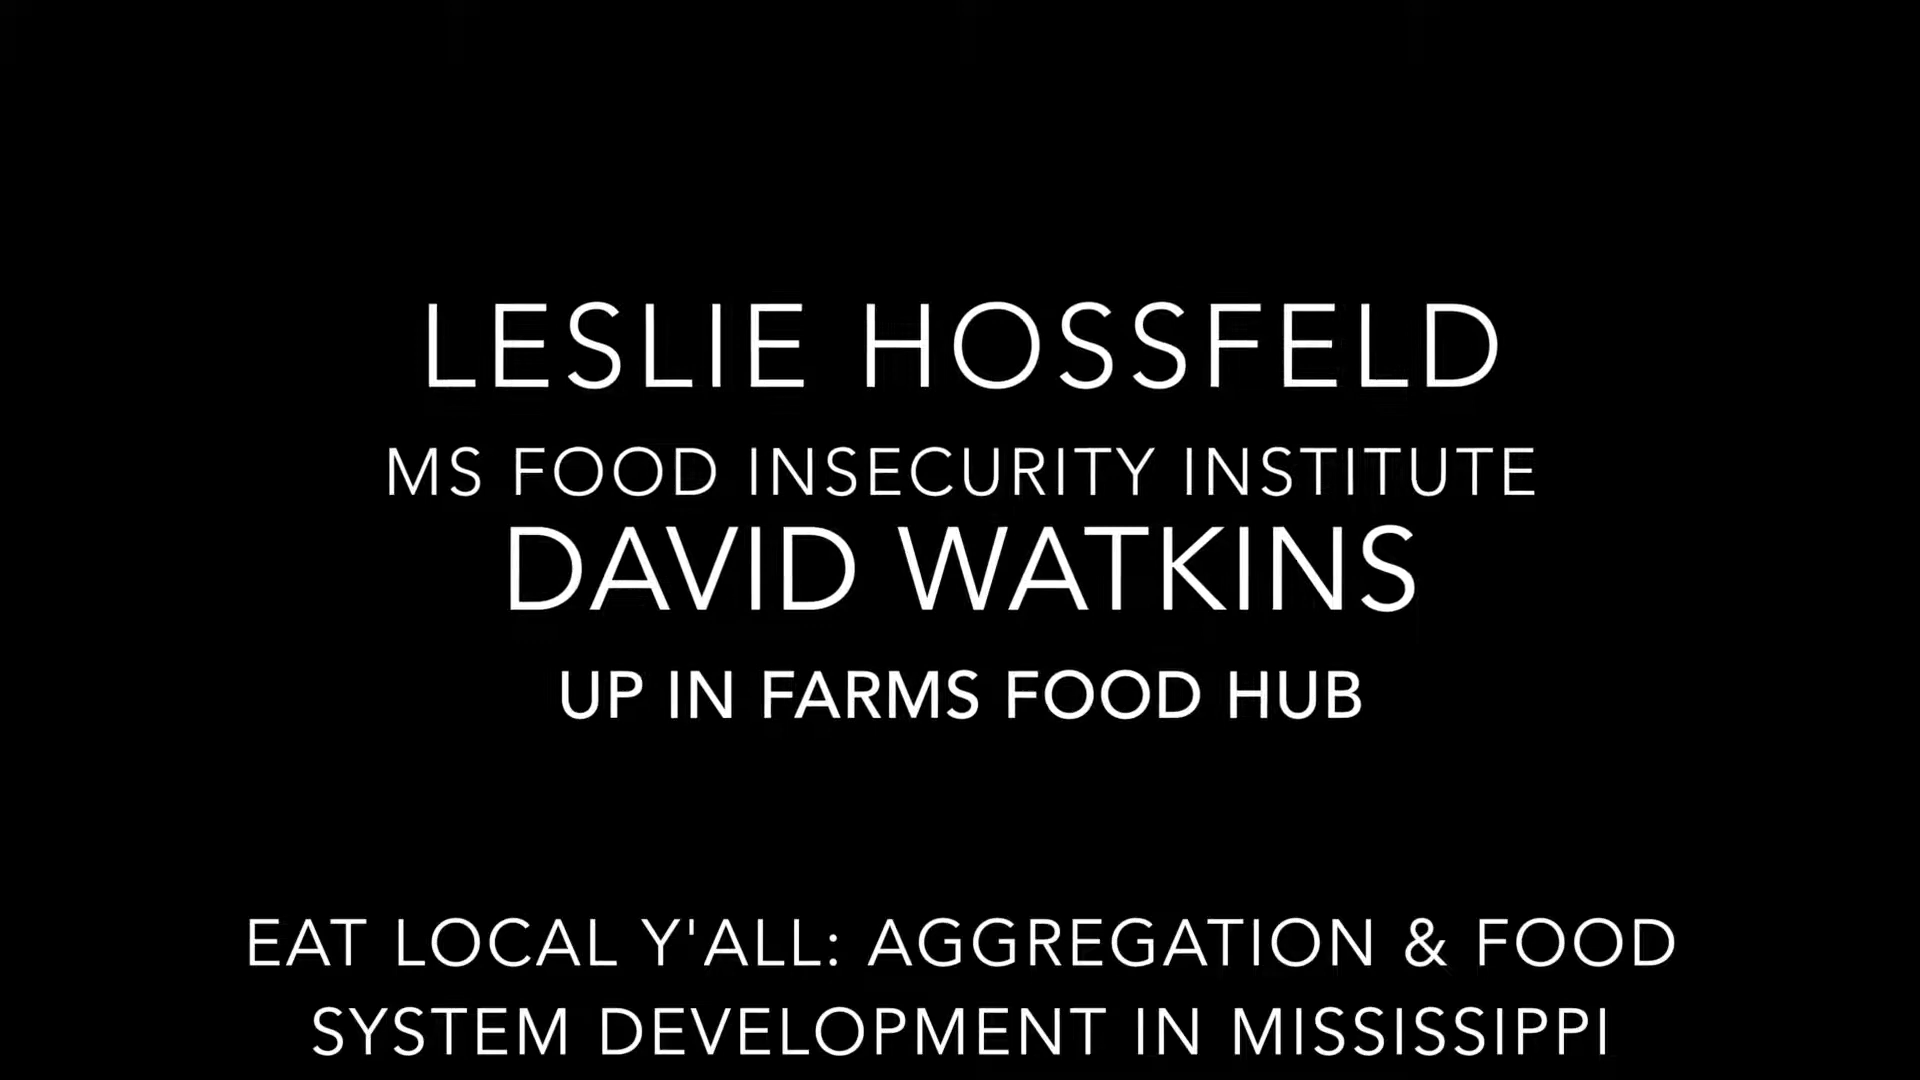 LESLIE HOSSFELD
MS FOOD INSECURITY INSTITUTE
DAVID WATKINS
UP IN FARMS FOOD HUB
EAT LOCAL Y'ALL: AGGREGATION & FOOD
SYSTEM DEVELOPMENT IN MISSISSIPPI